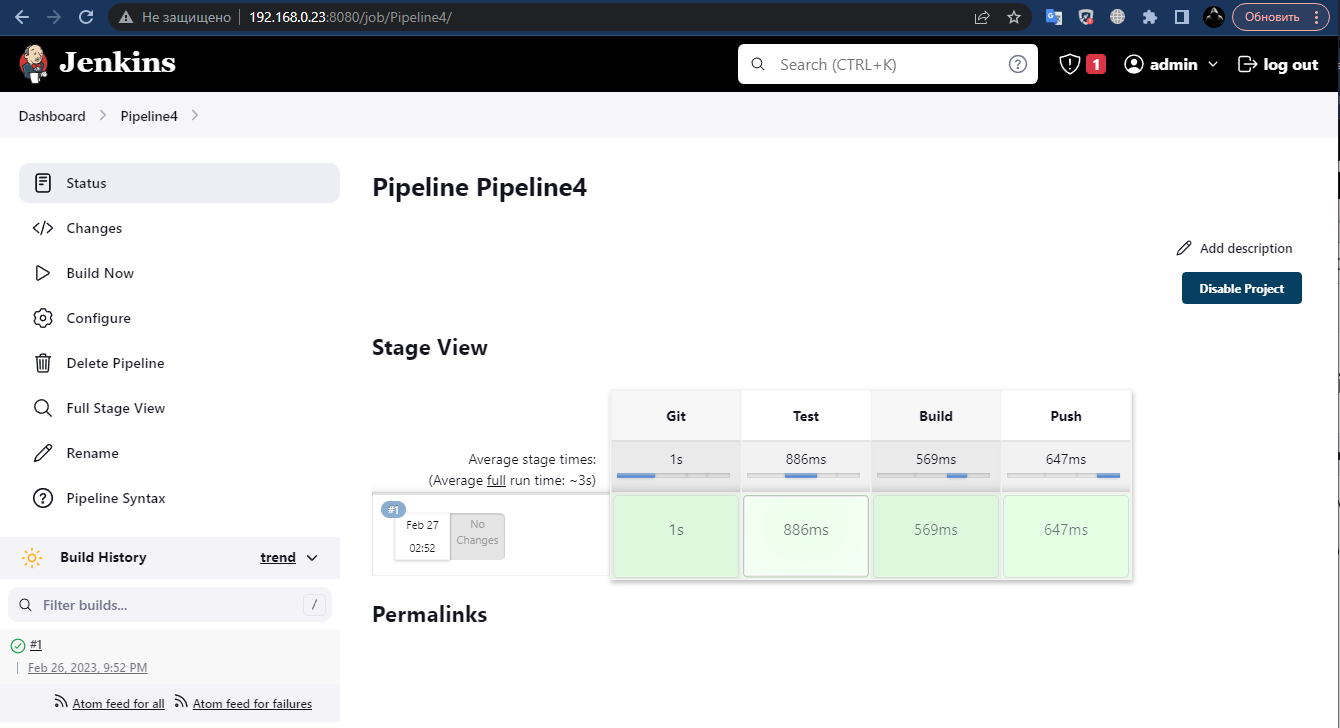 Не защищено 192.168.0.23:8080/job/Pipeline4/ Обновить
Jenkins Search (CTRL+K) ? 1 admin log out
Dashboard Pipeline4
Status
Changes
Build Now
Configure
Delete Pipeline
Full Stage View
Rename
Pipeline Syntax
Build History trend
Filter builds... /
#1
Feb 26, 2023, 9:52 PM
Atom feed for all Atom feed for failures
Pipeline Pipeline4
Add description
Disable Project
Stage View
Git Test Build Push
Average stage times: 1s 886ms 569ms 647ms
(Average full run time: ~3s)
#1
Feb 27
02:52
No
Changes
1s 886ms 569ms 647ms
Permalinks